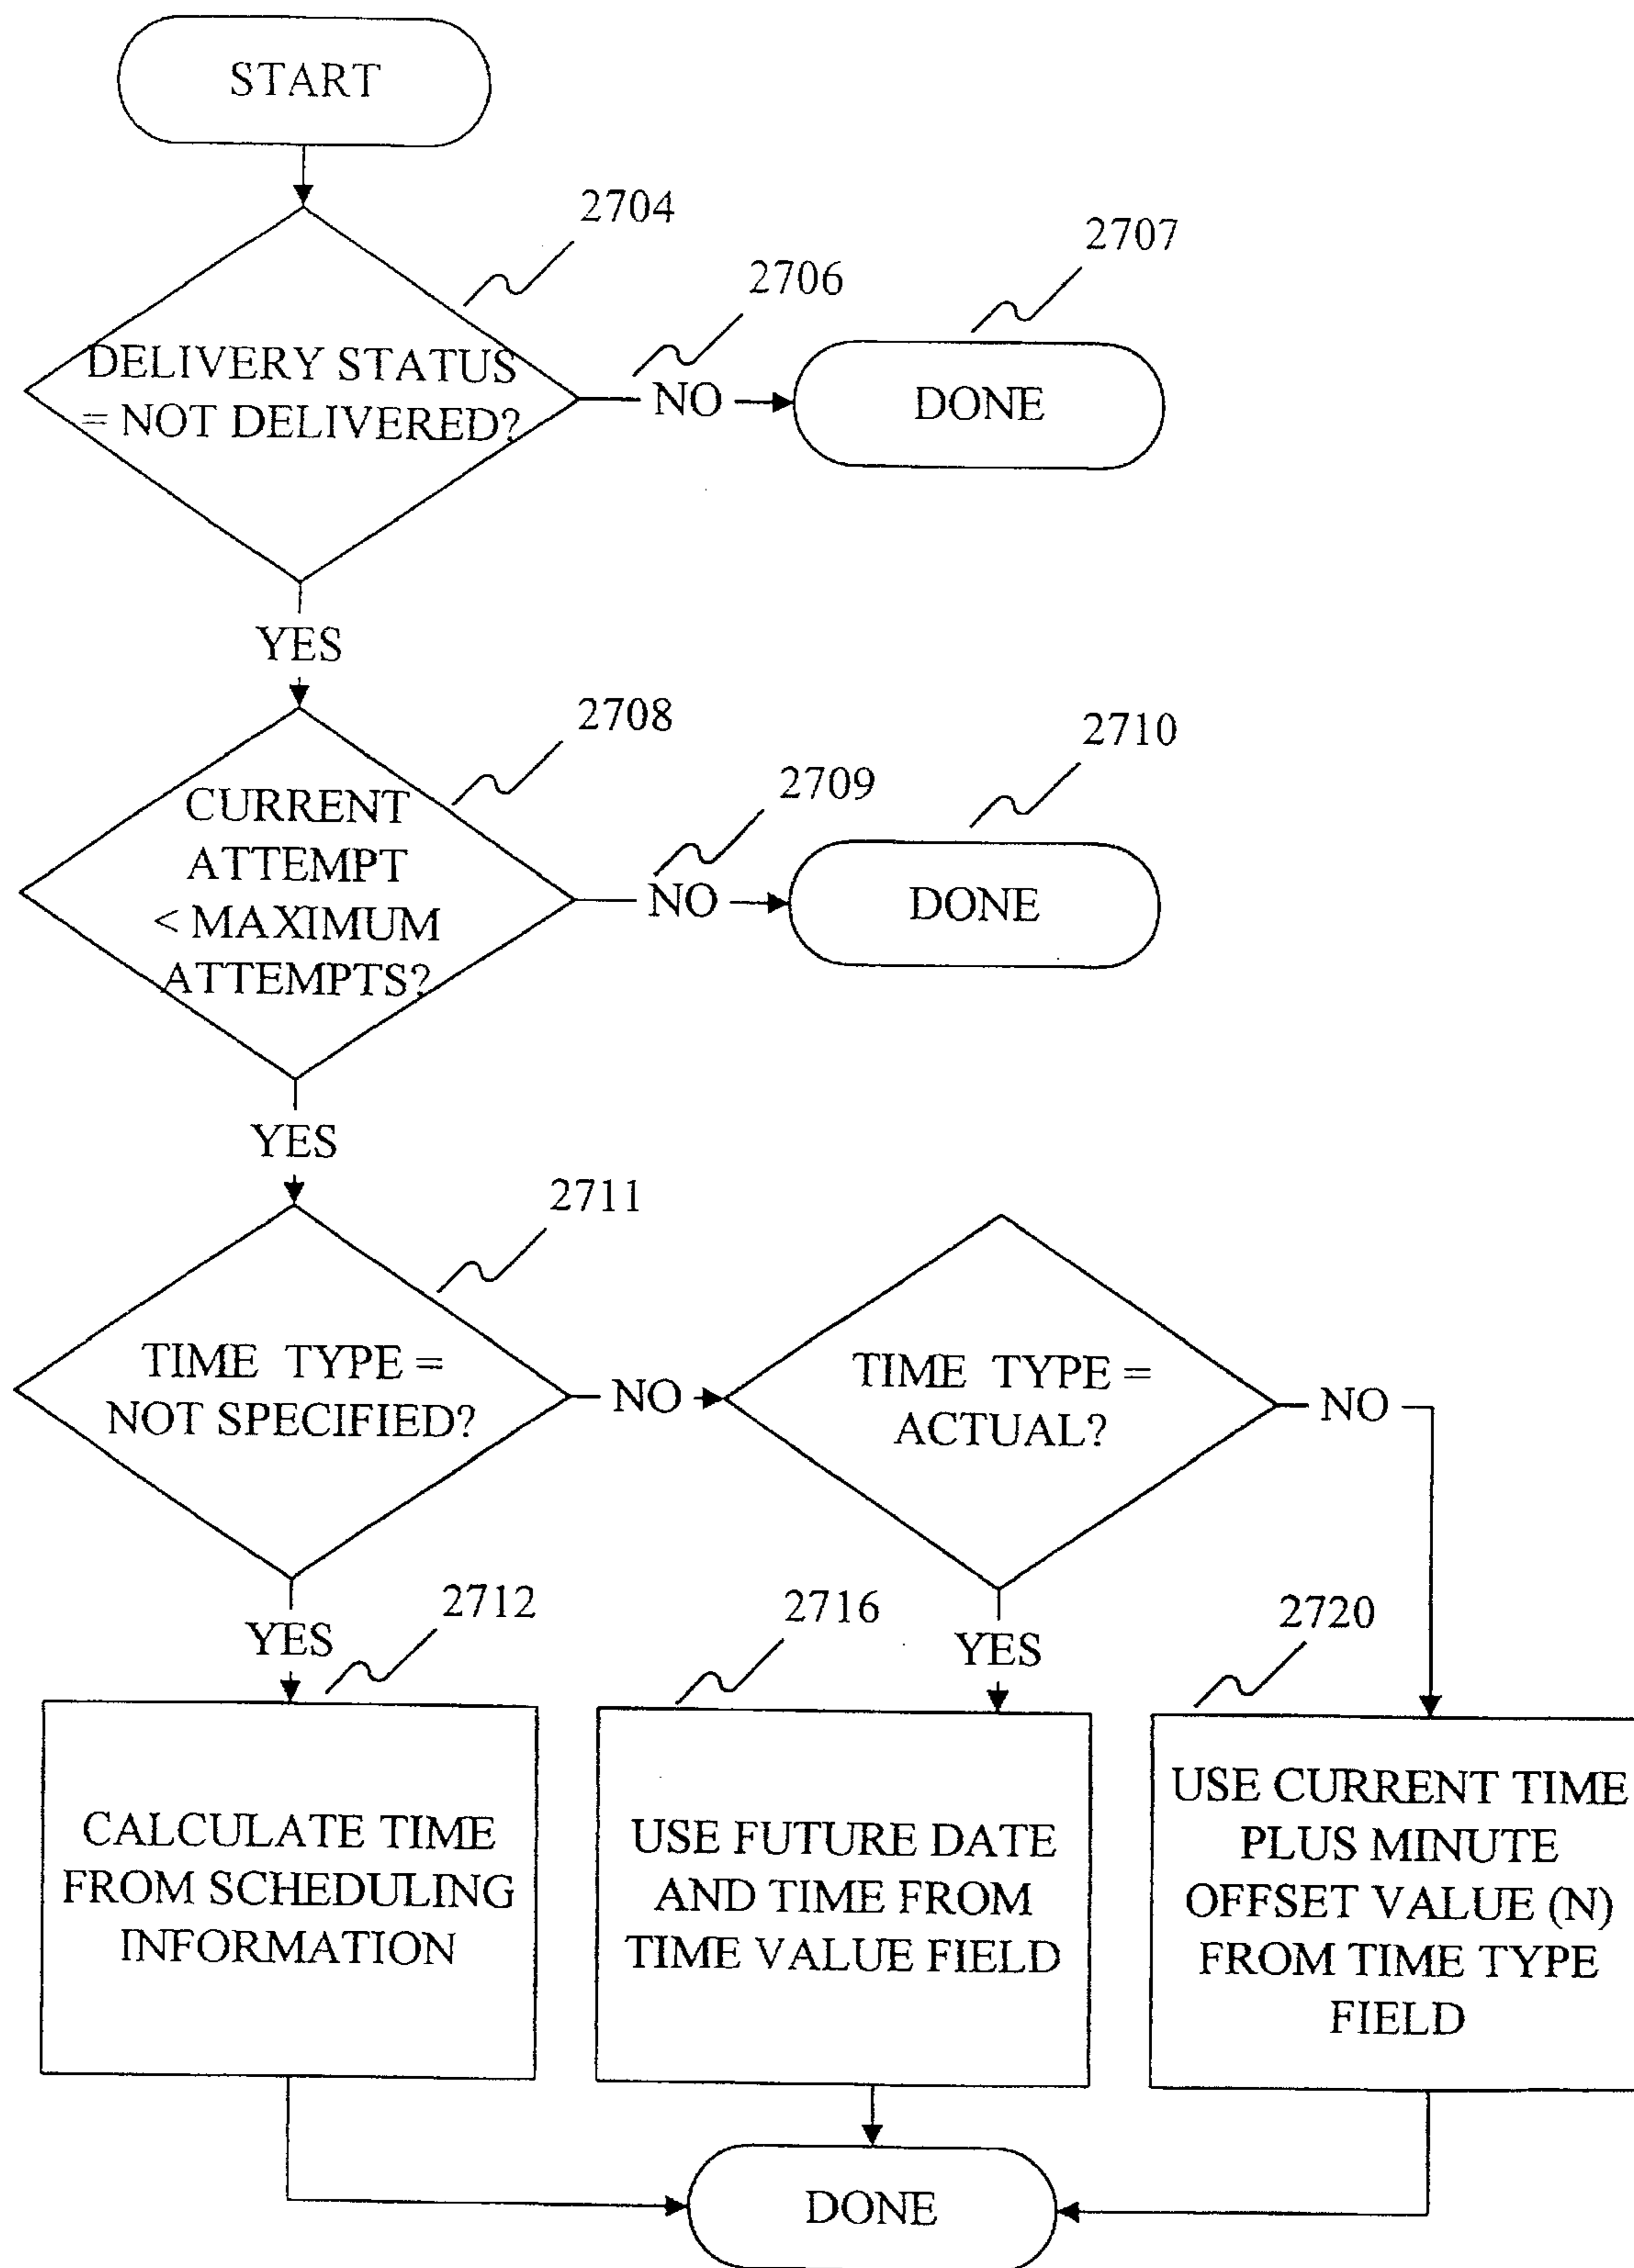 START
2704
2706
2707
DELIVERY STATUS
= NOT DELIVERED?
NO
DONE
YES
2708
2709
2710
CURRENT
ATTEMPT
< MAXIMUM
ATTEMPTS?
NO
DONE
YES
2711
TIME TYPE =
NOT SPECIFIED?
NO
TIME TYPE =
ACTUAL?
NO
YES
2712
2716
YES
2720
CALCULATE TIME
FROM SCHEDULING
INFORMATION
USE FUTURE DATE
AND TIME FROM
TIME VALUE FIELD
USE CURRENT TIME
PLUS MINUTE
OFFSET VALUE (N)
FROM TIME TYPE
FIELD
DONE